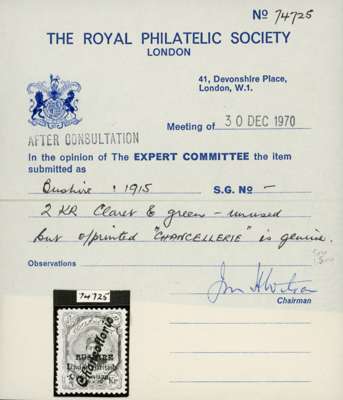 No 74725
THE ROYAL PHILATELIC SOCIETY
LONDON
41, Devonshire Place,
London, W.1.
Meeting of 30 DEC 1970
AFTER CONSULTATION
In the opinion of The EXPERT COMMITTEE the item
submitted as
Bushire : 1915 S.G. No -
2 KR Claret & green - unused
but opprinted "CHANCELLERIE" is genuine.
Observations
Chairman
74725
BUSHIRE
Chancellerie